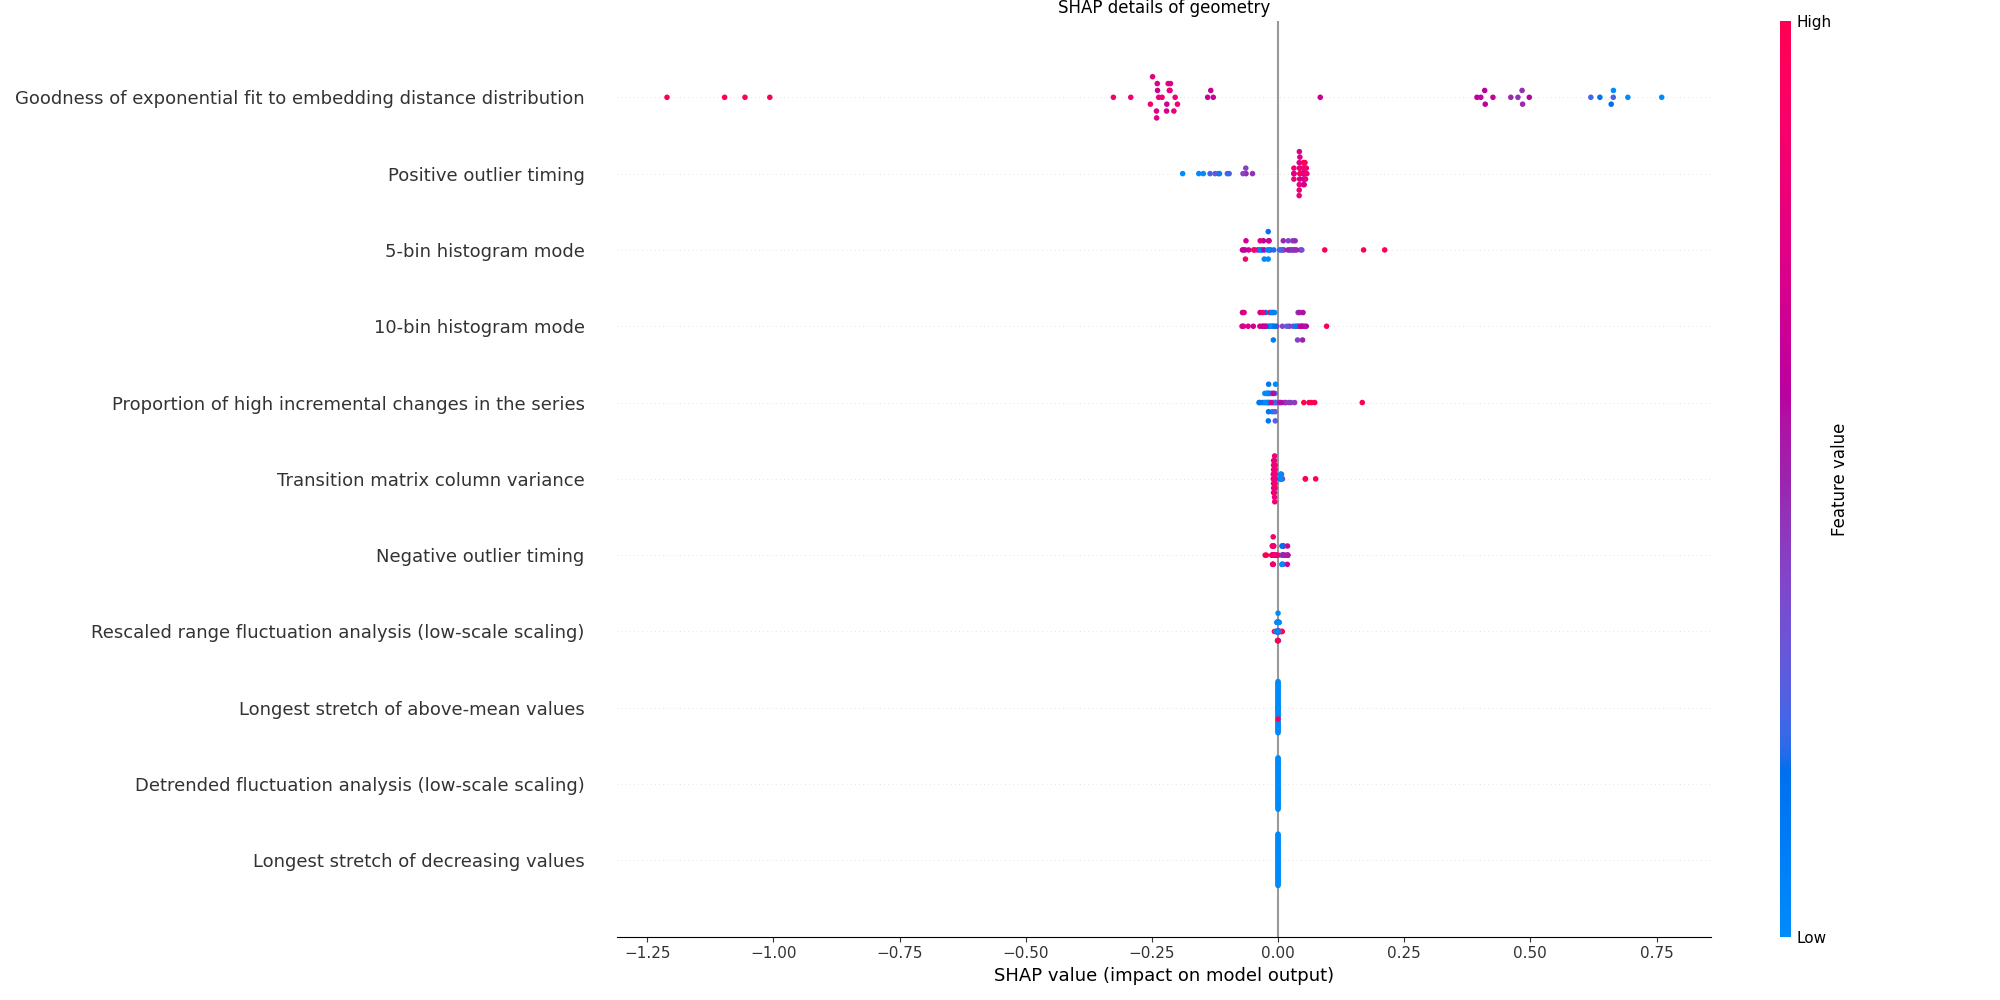 SHAP details of geometry
High
Goodness of exponential fit to embedding distance distribution
Positive outlier timing
5-bin histogram mode
10-bin histogram mode
Proportion of high incremental changes in the series
Transition matrix column variance
Negative outlier timing
Rescaled range fluctuation analysis (low-scale scaling)
Longest stretch of above-mean values
Detrended fluctuation analysis (low-scale scaling)
Longest stretch of decreasing values
Feature value
Low
−1.25 −1.00 −0.75 −0.50 −0.25 0.00 0.25 0.50 0.75
SHAP value (impact on model output)